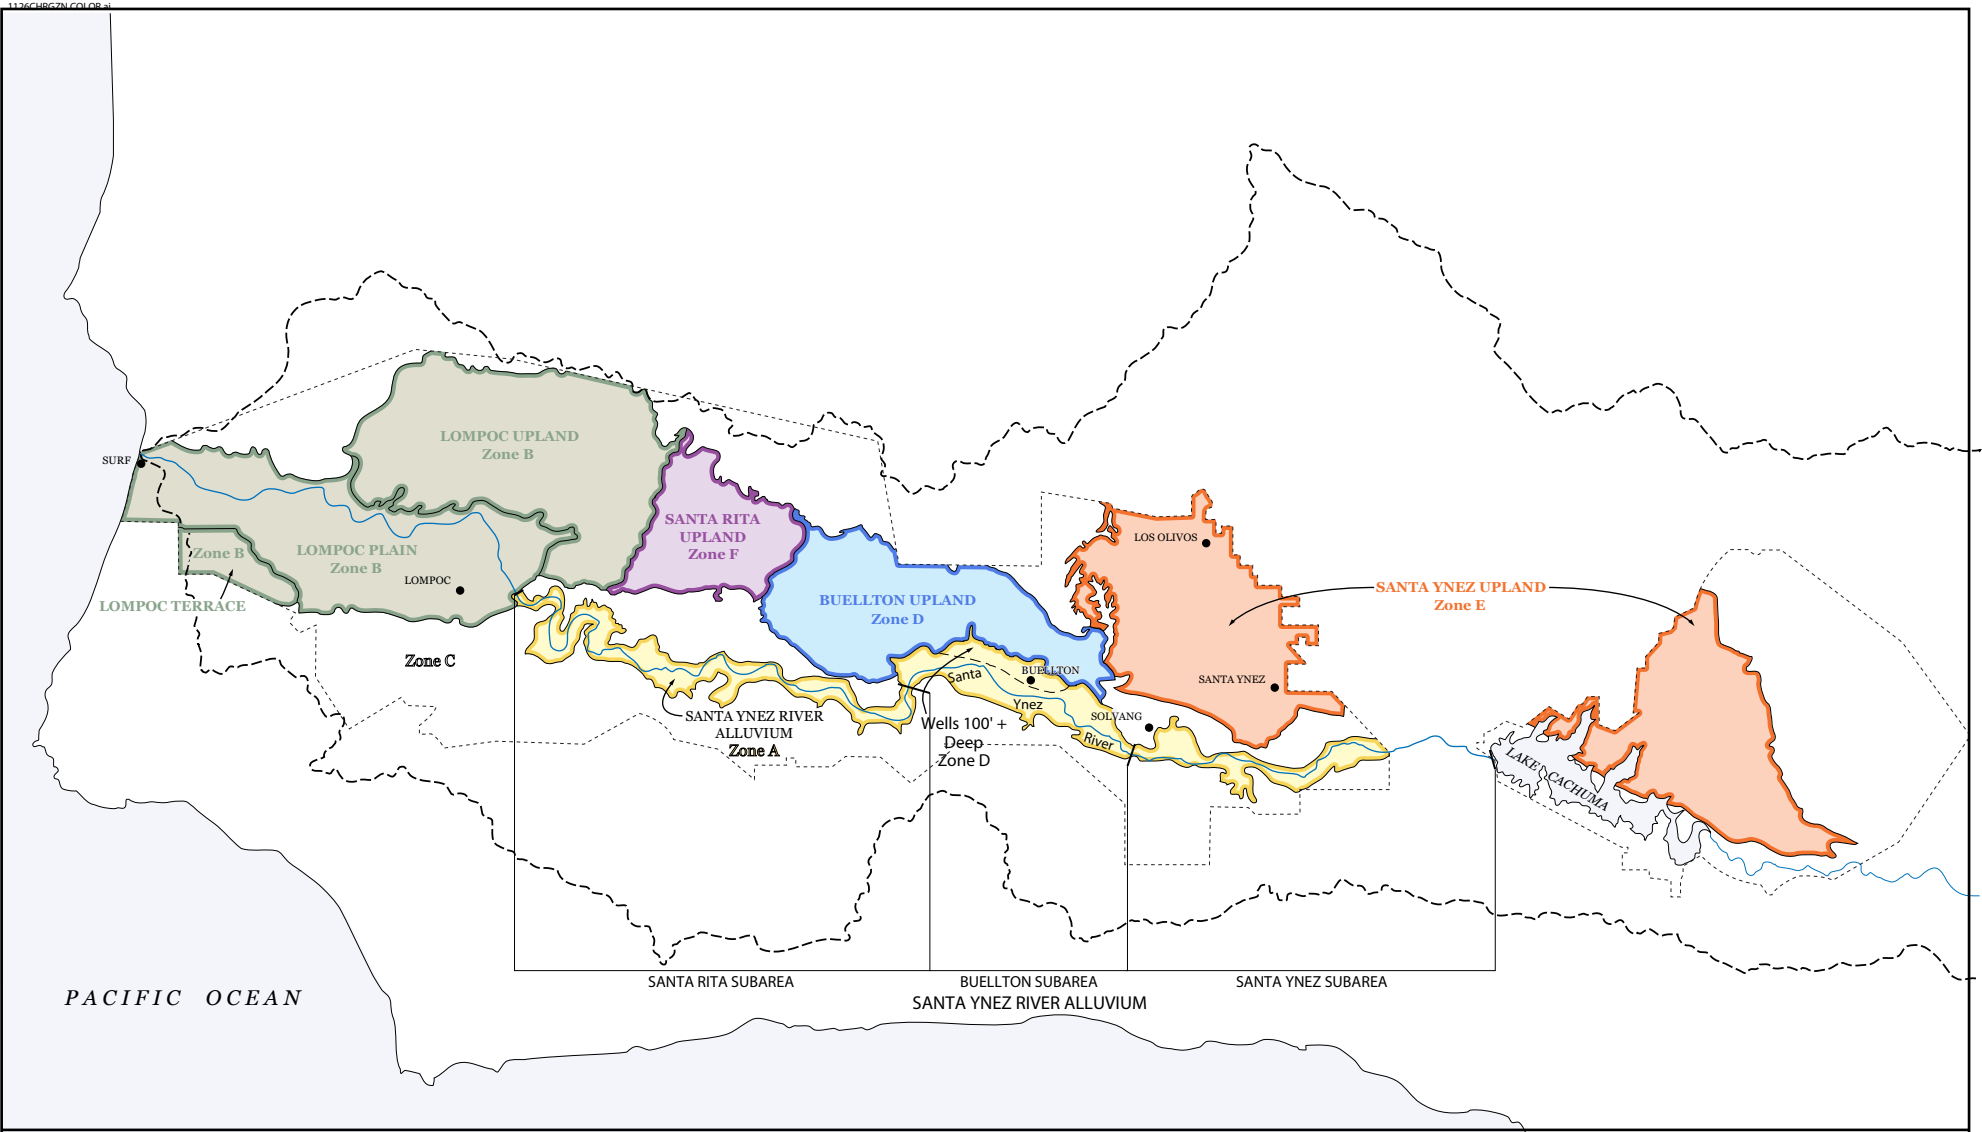 1126CHRGZN COLOR.ai
LOMPOC UPLAND
Zone B
SURF
SANTA RITA
UPLAND
Zone F
LOS OLIVOS
Zone B
LOMPOC PLAIN
Zone B
LOMPOC
LOMPOC TERRACE
BUELLTON UPLAND
Zone D
SANTA YNEZ UPLAND
Zone E
Zone C
BUELLTON
SANTA YNEZ
Santa
Ynez
River
SOLVANG
SANTA YNEZ RIVER
ALLUVIUM
Zone A
Wells 100' +
Deep
Zone D
LAKE CACHUMA
SANTA RITA SUBAREA
BUELLTON SUBAREA
SANTA YNEZ SUBAREA
SANTA YNEZ RIVER ALLUVIUM
PACIFIC OCEAN